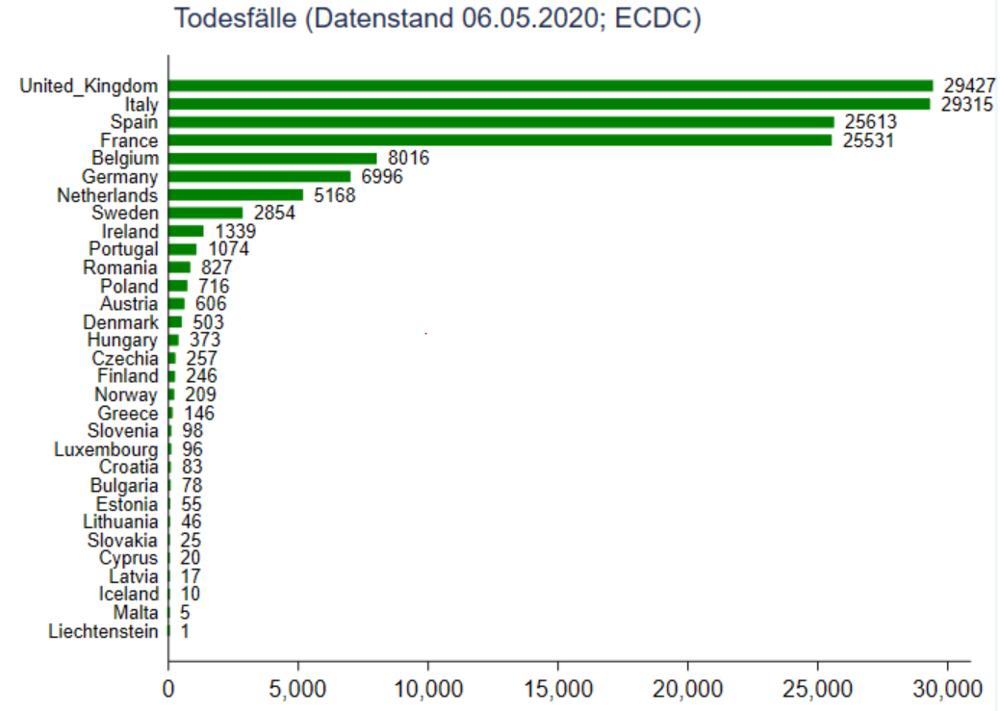 Todesfälle (Datenstand 06.05.2020; ECDC)
United_Kingdom 29427
Italy 29315
Spain 25613
France 25531
Belgium 8016
Germany 6996
Netherlands 5168
Sweden 2854
Ireland 1339
Portugal 1074
Romania 827
Poland 716
Austria 606
Denmark 503
Hungary 373
Czechia 257
Finland 246
Norway 209
Greece 146
Slovenia 98
Luxembourg 96
Croatia 83
Bulgaria 78
Estonia 55
Lithuania 46
Slovakia 25
Cyprus 20
Latvia 17
Iceland 10
Malta 5
Liechtenstein 1
0 5,000 10,000 15,000 20,000 25,000 30,000